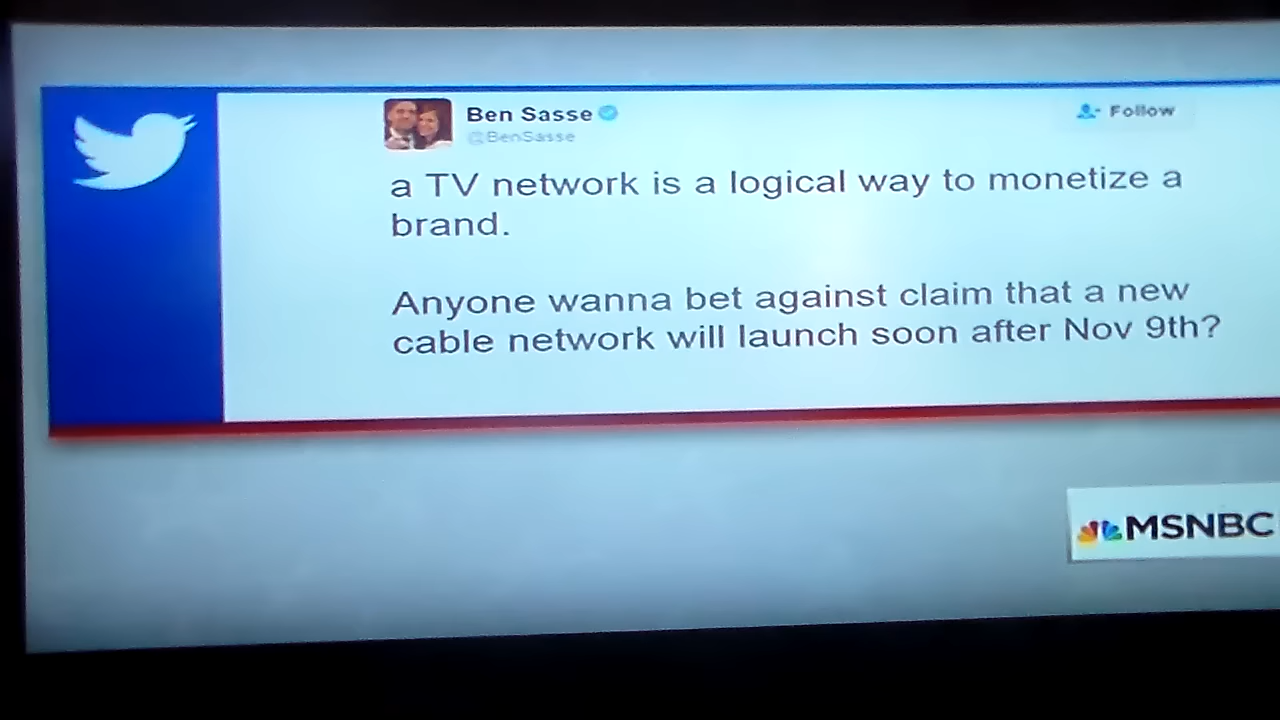 Ben Sasse
@BenSasse
Follow
a TV network is a logical way to monetize a
brand.
Anyone wanna bet against claim that a new
cable network will launch soon after Nov 9th?
MSNBC